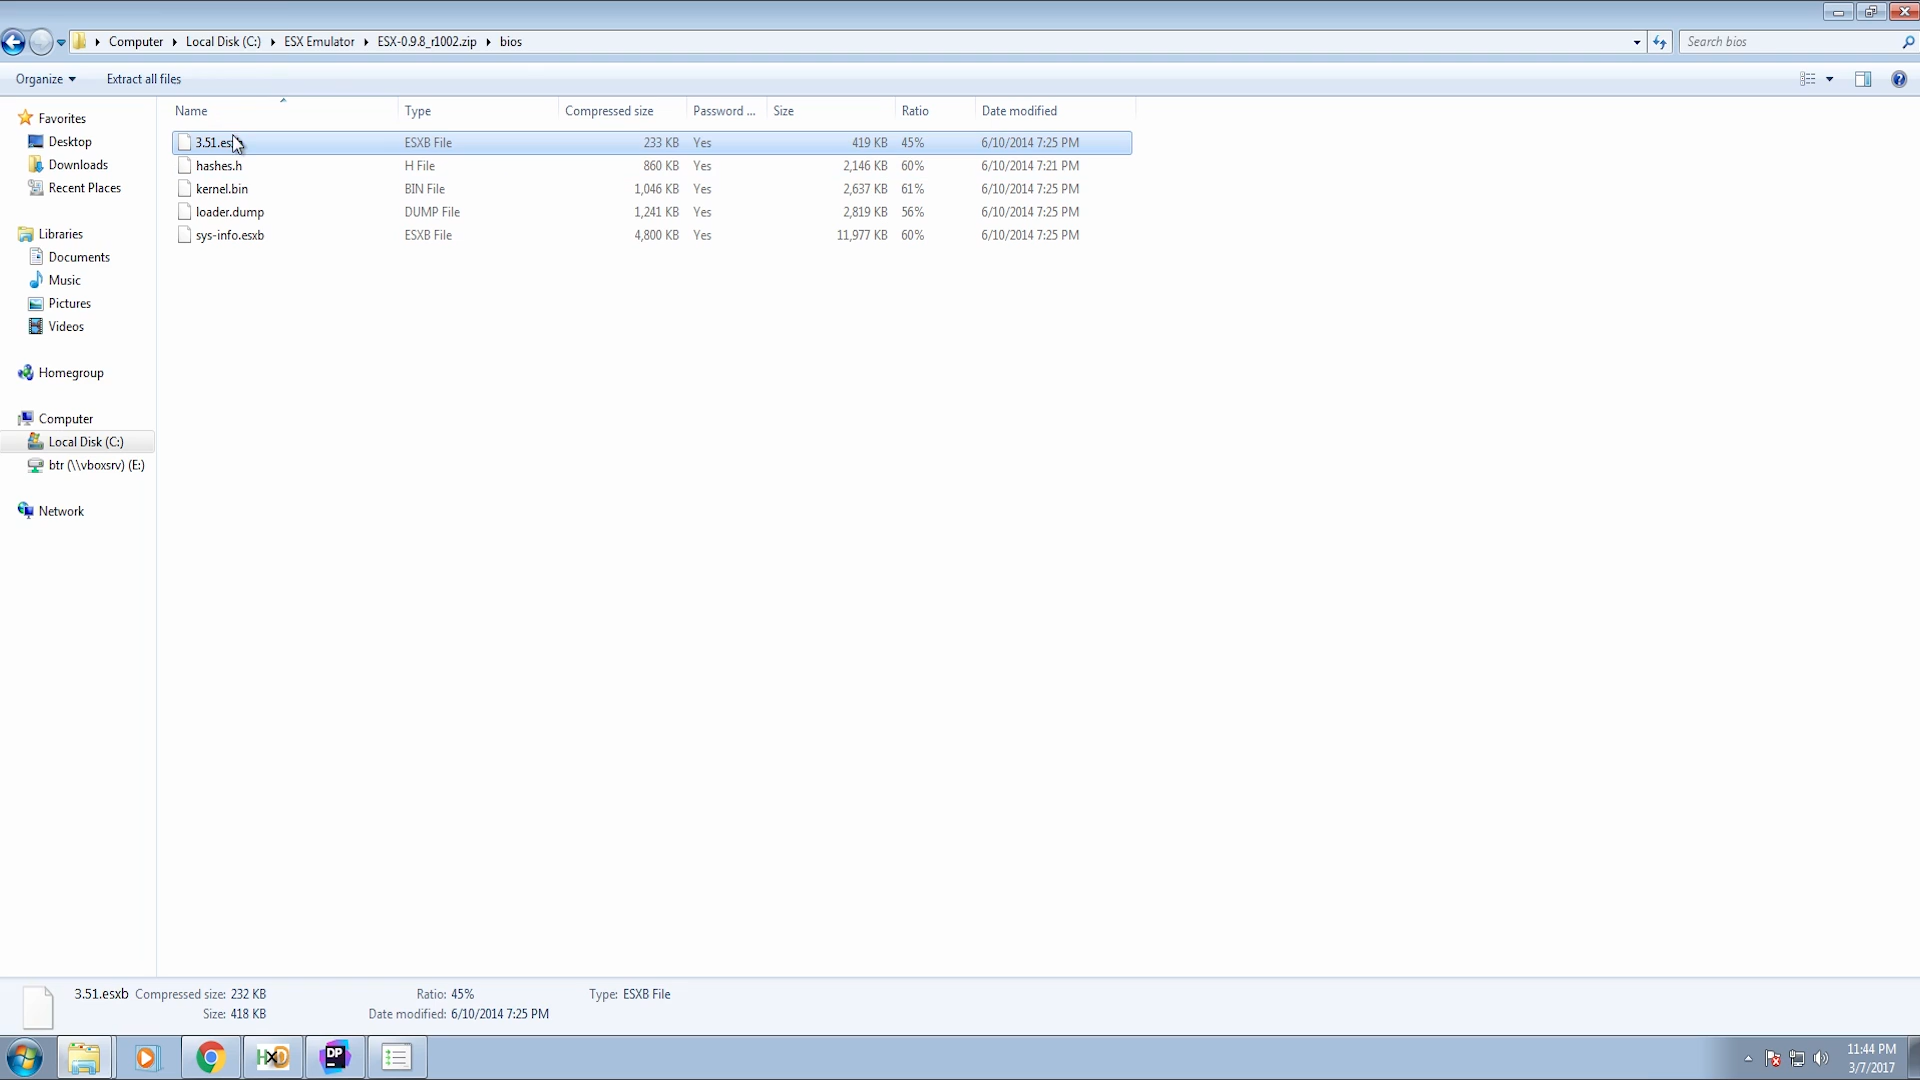 Computer Local Disk (C:) ESX Emulator ESX-0.9.8_r1002.zip bios Search bios
Organize Extract all files
Name Type Compressed size Password ... Size Ratio Date modified
Favorites
Desktop
Downloads
Recent Places
Libraries
Documents
Music
Pictures
Videos
Homegroup
Computer
Local Disk (C:)
btr (\\vboxsrv) (E:)
Network
3.51.es ESXB File 233 KB Yes 419 KB 45% 6/10/2014 7:25 PM
hashes.h H File 860 KB Yes 2,146 KB 60% 6/10/2014 7:21 PM
kernel.bin BIN File 1,046 KB Yes 2,637 KB 61% 6/10/2014 7:25 PM
loader.dump DUMP File 1,241 KB Yes 2,819 KB 56% 6/10/2014 7:25 PM
sys-info.esxb ESXB File 4,800 KB Yes 11,977 KB 60% 6/10/2014 7:25 PM
3.51.esxb Compressed size: 232 KB Ratio: 45% Type: ESXB File
Size: 418 KB Date modified: 6/10/2014 7:25 PM
HXD DP
11:44 PM
3/7/2017